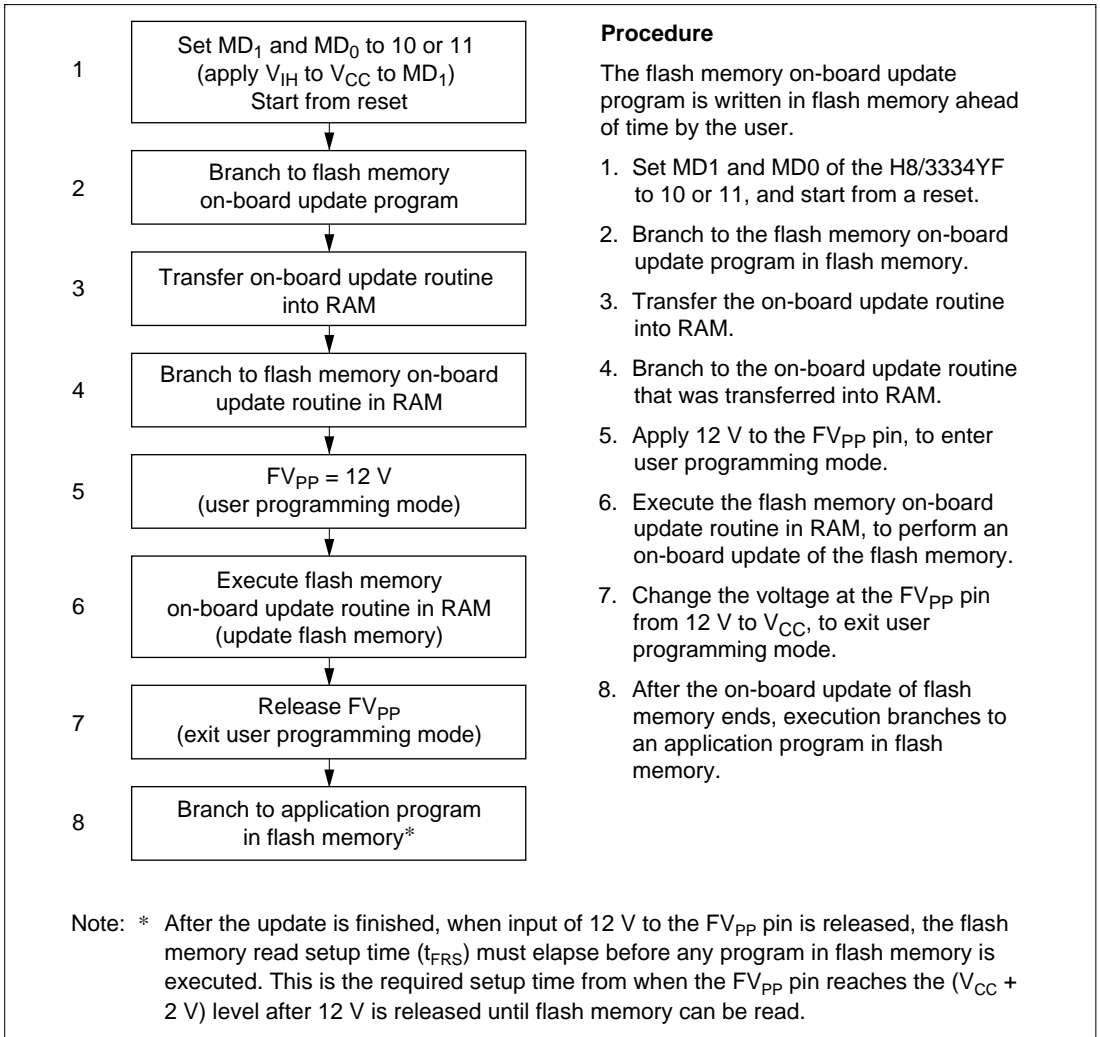 1
Set MD₁ and MD₀ to 10 or 11
(apply V_IH to V_CC to MD₁)
Start from reset
2
Branch to flash memory
on-board update program
3
Transfer on-board update routine
into RAM
4
Branch to flash memory on-board
update routine in RAM
5
FV_PP = 12 V
(user programming mode)
6
Execute flash memory
on-board update routine in RAM
(update flash memory)
7
Release FV_PP
(exit user programming mode)
8
Branch to application program
in flash memory*
Procedure
The flash memory on-board update
program is written in flash memory ahead
of time by the user.
1. Set MD1 and MD0 of the H8/3334YF
to 10 or 11, and start from a reset.
2. Branch to the flash memory on-board
update program in flash memory.
3. Transfer the on-board update routine
into RAM.
4. Branch to the on-board update routine
that was transferred into RAM.
5. Apply 12 V to the FV_PP pin, to enter
user programming mode.
6. Execute the flash memory on-board
update routine in RAM, to perform an
on-board update of the flash memory.
7. Change the voltage at the FV_PP pin
from 12 V to V_CC, to exit user
programming mode.
8. After the on-board update of flash
memory ends, execution branches to
an application program in flash
memory.
Note: * After the update is finished, when input of 12 V to the FV_PP pin is released, the flash
memory read setup time (t_FRS) must elapse before any program in flash memory is
executed. This is the required setup time from when the FV_PP pin reaches the (V_CC +
2 V) level after 12 V is released until flash memory can be read.